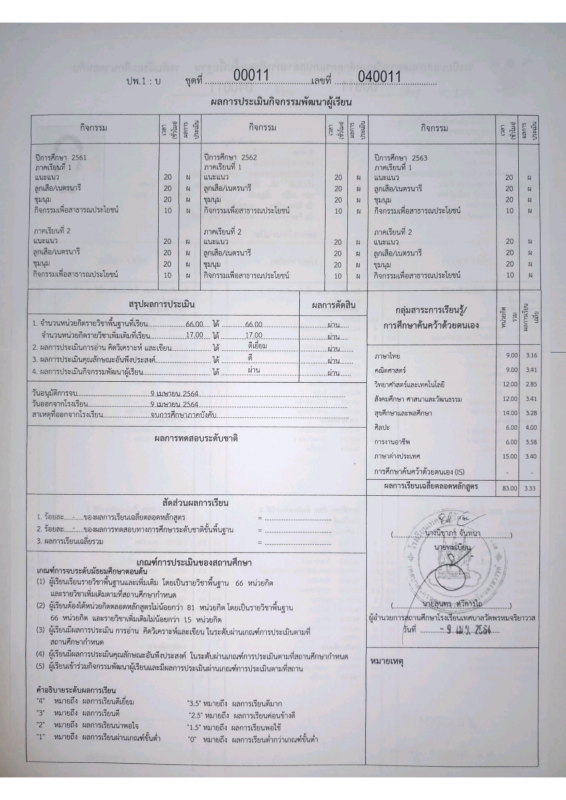 ปพ.1 : บ ชุดที่ 00011 เลขที่ 040011
ผลการประเมินกิจกรรมพัฒนาผู้เรียน
กิจกรรม เวลา (ชั่วโมง) ผลการประเมิน กิจกรรม เวลา (ชั่วโมง) ผลการประเมิน กิจกรรม เวลา (ชั่วโมง) ผลการประเมิน
ปีการศึกษา 2561 ปีการศึกษา 2562 ปีการศึกษา 2563
ภาคเรียนที่ 1 ภาคเรียนที่ 1 ภาคเรียนที่ 1
แนะแนว 20 ผ แนะแนว 20 ผ แนะแนว 20 ผ
ลูกเสือ/เนตรนารี 20 ผ ลูกเสือ/เนตรนารี 20 ผ ลูกเสือ/เนตรนารี 20 ผ
ชุมนุม 20 ผ ชุมนุม 20 ผ ชุมนุม 20 ผ
กิจกรรมเพื่อสาธารณประโยชน์ 10 ผ กิจกรรมเพื่อสาธารณประโยชน์ 10 ผ กิจกรรมเพื่อสาธารณประโยชน์ 10 ผ
ภาคเรียนที่ 2 ภาคเรียนที่ 2 ภาคเรียนที่ 2
แนะแนว 20 ผ แนะแนว 20 ผ แนะแนว 20 ผ
ลูกเสือ/เนตรนารี 20 ผ ลูกเสือ/เนตรนารี 20 ผ ลูกเสือ/เนตรนารี 20 ผ
ชุมนุม 20 ผ ชุมนุม 20 ผ ชุมนุม 20 ผ
กิจกรรมเพื่อสาธารณประโยชน์ 10 ผ กิจกรรมเพื่อสาธารณประโยชน์ 10 ผ กิจกรรมเพื่อสาธารณประโยชน์ 10 ผ
สรุปผลการประเมิน ผลการตัดสิน
1. จำนวนหน่วยกิตรายวิชาพื้นฐานที่เรียน 66.00 ได้ 66.00 ผ่าน
จำนวนหน่วยกิตรายวิชาเพิ่มเติมที่เรียน 17.00 ได้ 17.00 ผ่าน
2. ผลการประเมินการอ่าน คิดวิเคราะห์ และเขียน ได้ ดีเยี่ยม ผ่าน
3. ผลการประเมินคุณลักษณะอันพึงประสงค์ ได้ ดี ผ่าน
4. ผลการประเมินกิจกรรมพัฒนาผู้เรียน ได้ ผ่าน ผ่าน
วันอนุมัติการจบ 9 เมษายน 2564
วันออกจากโรงเรียน 9 เมษายน 2564
สาเหตุที่ออกจากโรงเรียน จบการศึกษาภาคบังคับ
ผลการทดสอบระดับชาติ
กลุ่มสาระการเรียนรู้/ หน่วยกิตรวม ผลการเรียนเฉลี่ย
การศึกษาค้นคว้าด้วยตนเอง
ภาษาไทย 9.00 3.16
คณิตศาสตร์ 9.00 3.41
วิทยาศาสตร์และเทคโนโลยี 12.00 2.85
สังคมศึกษา ศาสนาและวัฒนธรรม 12.00 3.41
สุขศึกษาและพลศึกษา 14.00 3.28
ศิลปะ 6.00 4.00
การงานอาชีพ 6.00 3.58
ภาษาต่างประเทศ 15.00 3.40
การศึกษาค้นคว้าด้วยตนเอง (IS) - -
ผลการเรียนเฉลี่ยตลอดหลักสูตร 83.00 3.33
สัดส่วนผลการเรียน
1. ร้อยละ - ของผลการเรียนเฉลี่ยตลอดหลักสูตร =
2. ร้อยละ - ของผลการทดสอบทางการศึกษาระดับชาติขั้นพื้นฐาน =
3. ผลการเรียนเฉลี่ยรวม =
เกณฑ์การประเมินของสถานศึกษา
เกณฑ์การจบระดับมัธยมศึกษาตอนต้น
(1) ผู้เรียนเรียนรายวิชาพื้นฐานและเพิ่มเติม โดยเป็นรายวิชาพื้นฐาน 66 หน่วยกิต
และรายวิชาเพิ่มเติมตามที่สถานศึกษากำหนด
(2) ผู้เรียนต้องได้หน่วยกิตตลอดหลักสูตรไม่น้อยกว่า 81 หน่วยกิต โดยเป็นรายวิชาพื้นฐาน
66 หน่วยกิต และรายวิชาเพิ่มเติมไม่น้อยกว่า 15 หน่วยกิต
(3) ผู้เรียนมีผลการประเมิน การอ่าน คิดวิเคราะห์และเขียน ในระดับผ่านเกณฑ์การประเมินตามที่
สถานศึกษากำหนด
(4) ผู้เรียนมีผลการประเมินคุณลักษณะอันพึงประสงค์ ในระดับผ่านเกณฑ์การประเมินตามที่สถานศึกษากำหนด
(5) ผู้เรียนเข้าร่วมกิจกรรมพัฒนาผู้เรียนและมีผลการประเมินผ่านเกณฑ์การประเมินตามที่สถาน
คำอธิบายระดับผลการเรียน
"4" หมายถึง ผลการเรียนดีเยี่ยม "3.5" หมายถึง ผลการเรียนดีมาก
"3" หมายถึง ผลการเรียนดี "2.5" หมายถึง ผลการเรียนค่อนข้างดี
"2" หมายถึง ผลการเรียนน่าพอใจ "1.5" หมายถึง ผลการเรียนพอใช้
"1" หมายถึง ผลการเรียนผ่านเกณฑ์ขั้นต่ำ "0" หมายถึง ผลการเรียนต่ำกว่าเกณฑ์ขั้นต่ำ
จันทนา
นายทะเบียน
ผู้อำนวยการสถานศึกษาโรงเรียนเทศบาลวัดพรหมจริยาวาส
วันที่ - 9 เม.ย. 2564
หมายเหตุ